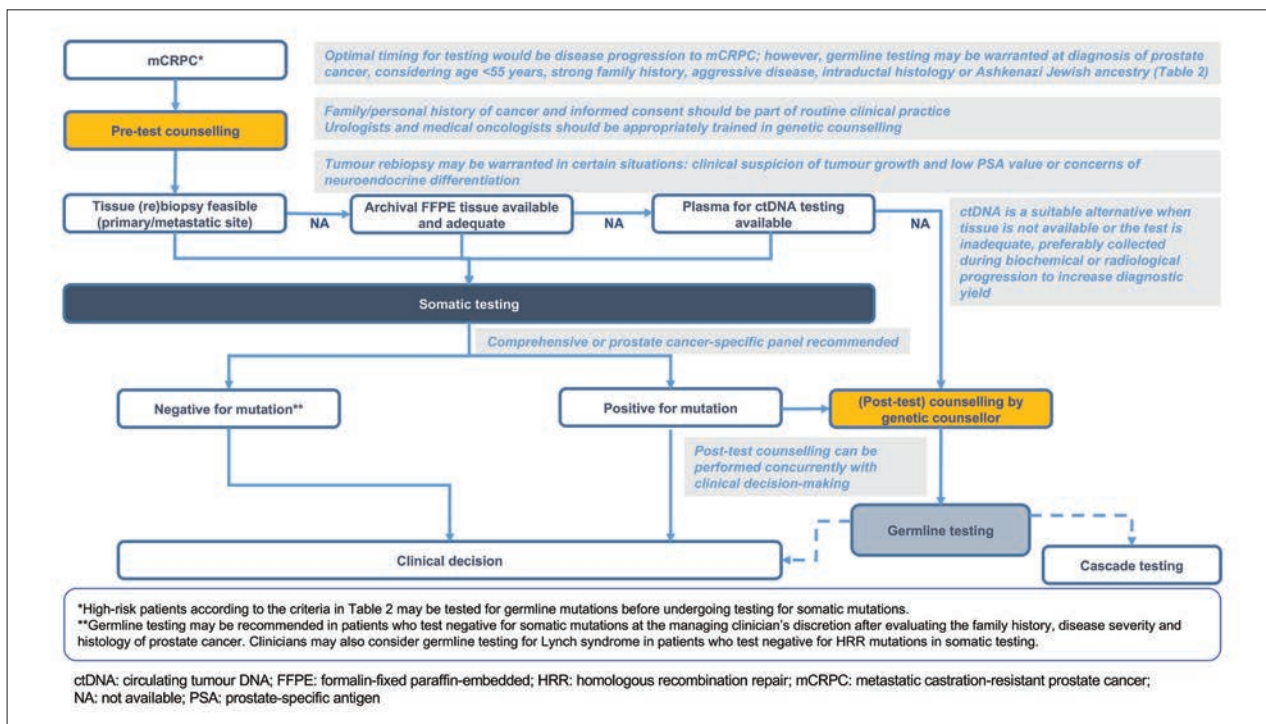 mCRPC*
Optimal timing for testing would be disease progression to mCRPC; however, germline testing may be warranted at diagnosis of prostate
cancer, considering age <55 years, strong family history, aggressive disease, intraductal histology or Ashkenazi Jewish ancestry (Table 2)
Pre-test counselling
Family/personal history of cancer and informed consent should be part of routine clinical practice
Urologists and medical oncologists should be appropriately trained in genetic counselling
Tumour rebiopsy may be warranted in certain situations: clinical suspicion of tumour growth and low PSA value or concerns of
neuroendocrine differentiation
Tissue (re)biopsy feasible
(primary/metastatic site)
NA
Archival FFPE tissue available
and adequate
NA
Plasma for ctDNA testing
available
NA
ctDNA is a suitable alternative when
tissue is not available or the test is
inadequate, preferably collected
during biochemical or radiological
progression to increase diagnostic
yield
Somatic testing
Comprehensive or prostate cancer-specific panel recommended
Negative for mutation**
Positive for mutation
(Post-test) counselling by
genetic counsellor
Post-test counselling can be
performed concurrently with
clinical decision-making
Germline testing
Clinical decision
Cascade testing
*High-risk patients according to the criteria in Table 2 may be tested for germline mutations before undergoing testing for somatic mutations.
**Germline testing may be recommended in patients who test negative for somatic mutations at the managing clinician's discretion after evaluating the family history, disease severity and
histology of prostate cancer. Clinicians may also consider germline testing for Lynch syndrome in patients who test negative for HRR mutations in somatic testing.
ctDNA: circulating tumour DNA; FFPE: formalin-fixed paraffin-embedded; HRR: homologous recombination repair; mCRPC: metastatic castration-resistant prostate cancer;
NA: not available; PSA: prostate-specific antigen